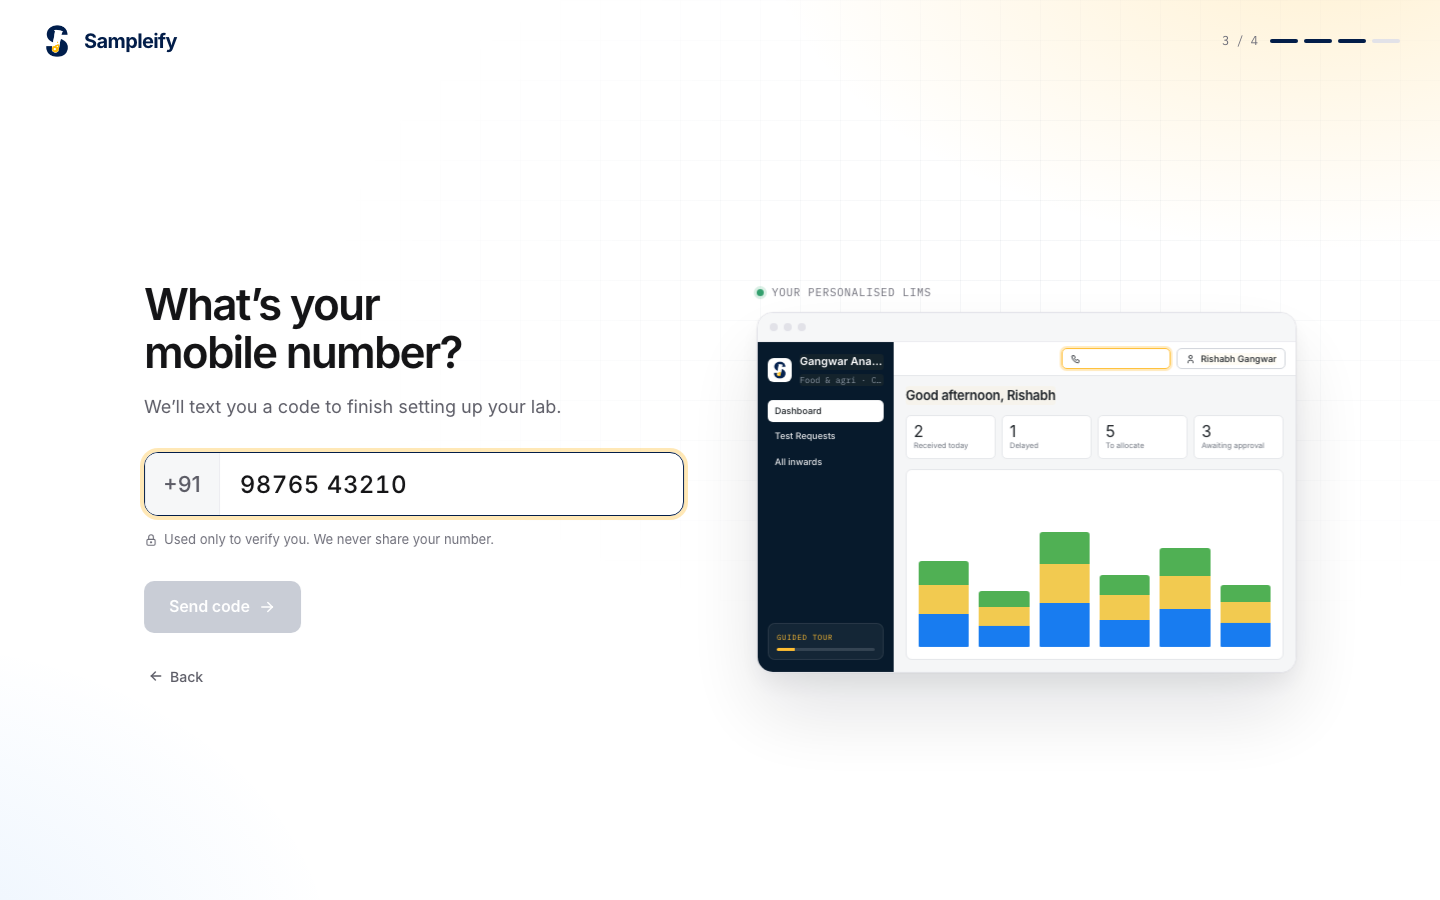 Sampleify
3 / 4
What's your
mobile number?
We'll text you a code to finish setting up your lab.
+91 98765 43210
Used only to verify you. We never share your number.
Send code →
← Back
YOUR PERSONALISED LIMS
Gangwar Ana...
Food & agri · C...
Dashboard
Test Requests
All inwards
GUIDED TOUR
Rishabh Gangwar
Good afternoon, Rishabh
2
Received today
1
Delayed
5
To allocate
3
Awaiting approval